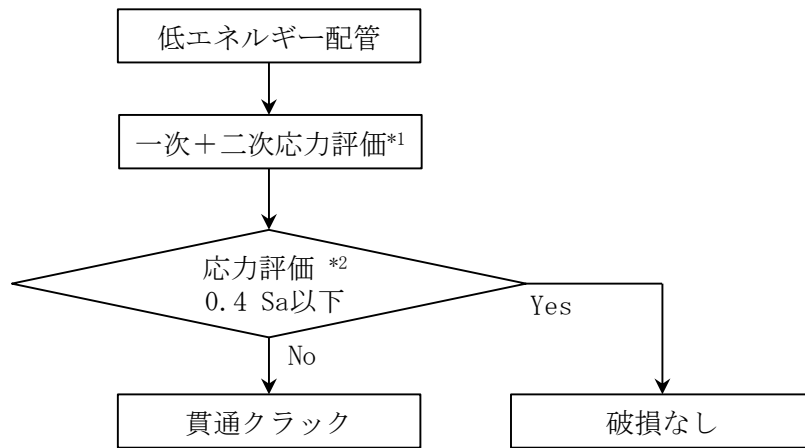 低エネルギー配管
一次＋二次応力評価*1
応力評価 *2
0.4 Sa以下
Yes
No
貫通クラック
破損なし